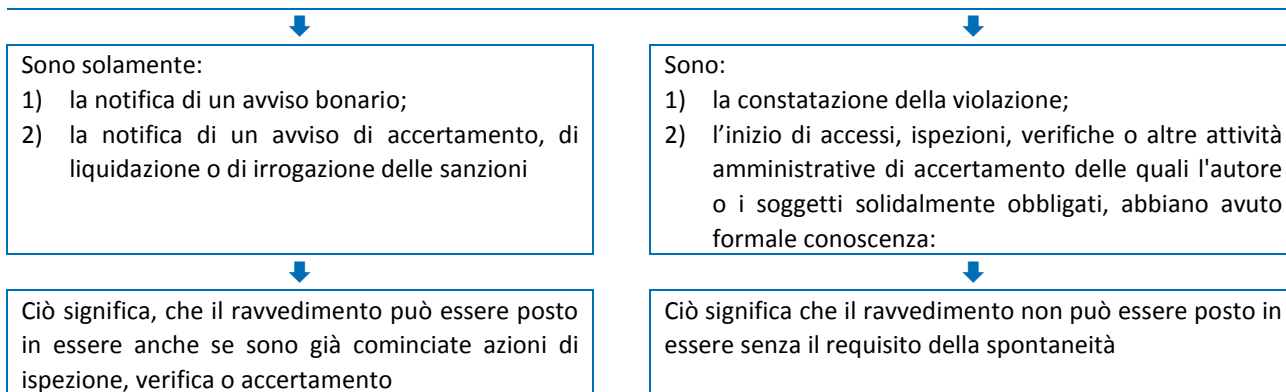 Sono solamente:
1) la notifica di un avviso bonario;
2) la notifica di un avviso di accertamento, di
liquidazione o di irrogazione delle sanzioni
Sono:
1) la constatazione della violazione;
2) l’inizio di accessi, ispezioni, verifiche o altre attività
amministrative di accertamento delle quali l'autore
o i soggetti solidalmente obbligati, abbiano avuto
formale conoscenza:
Ciò significa, che il ravvedimento può essere posto
in essere anche se sono già cominciate azioni di
ispezione, verifica o accertamento
Ciò significa che il ravvedimento non può essere posto in
essere senza il requisito della spontaneità